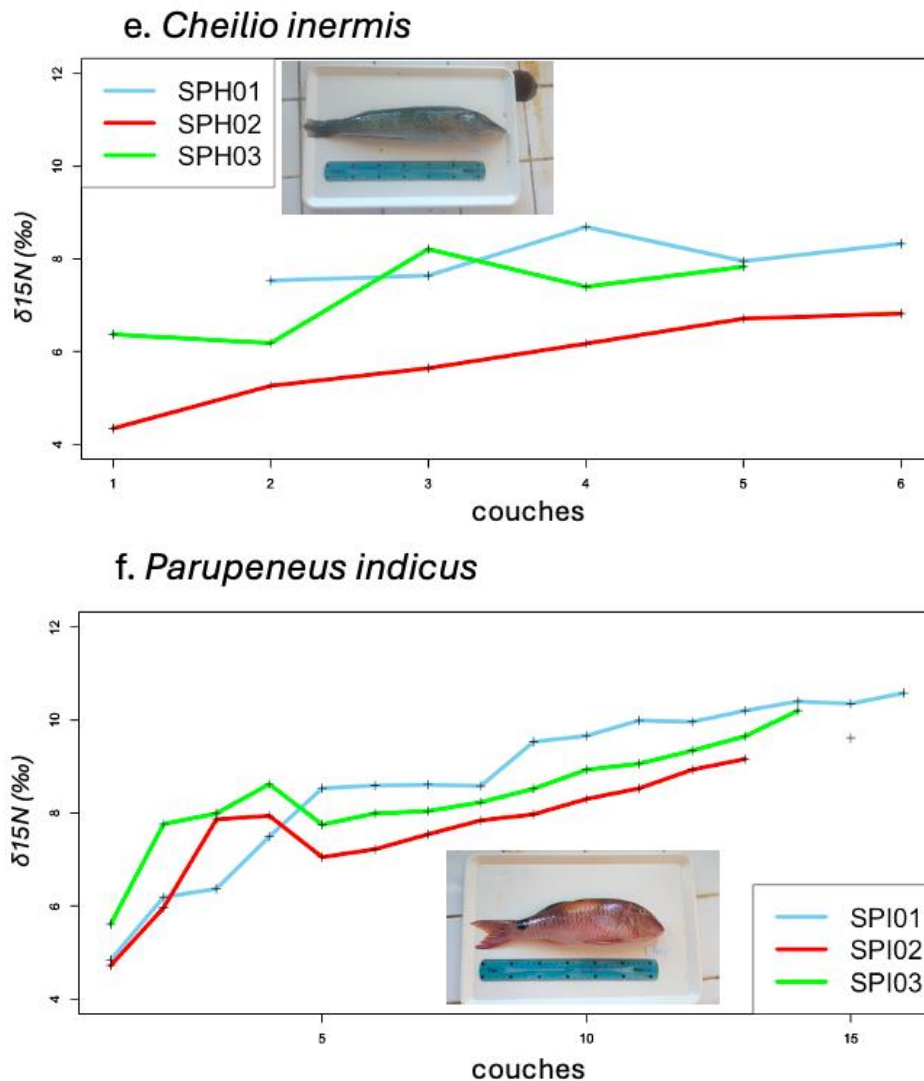 e. Cheilio inermis
SPH01
SPH02
SPH03
12
10
8
6
4
δ15N (‰)
1 2 3 4 5 6
couches
f. Parupeneus indicus
12
10
8
6
4
δ15N (‰)
SPI01
SPI02
SPI03
5 10 15
couches